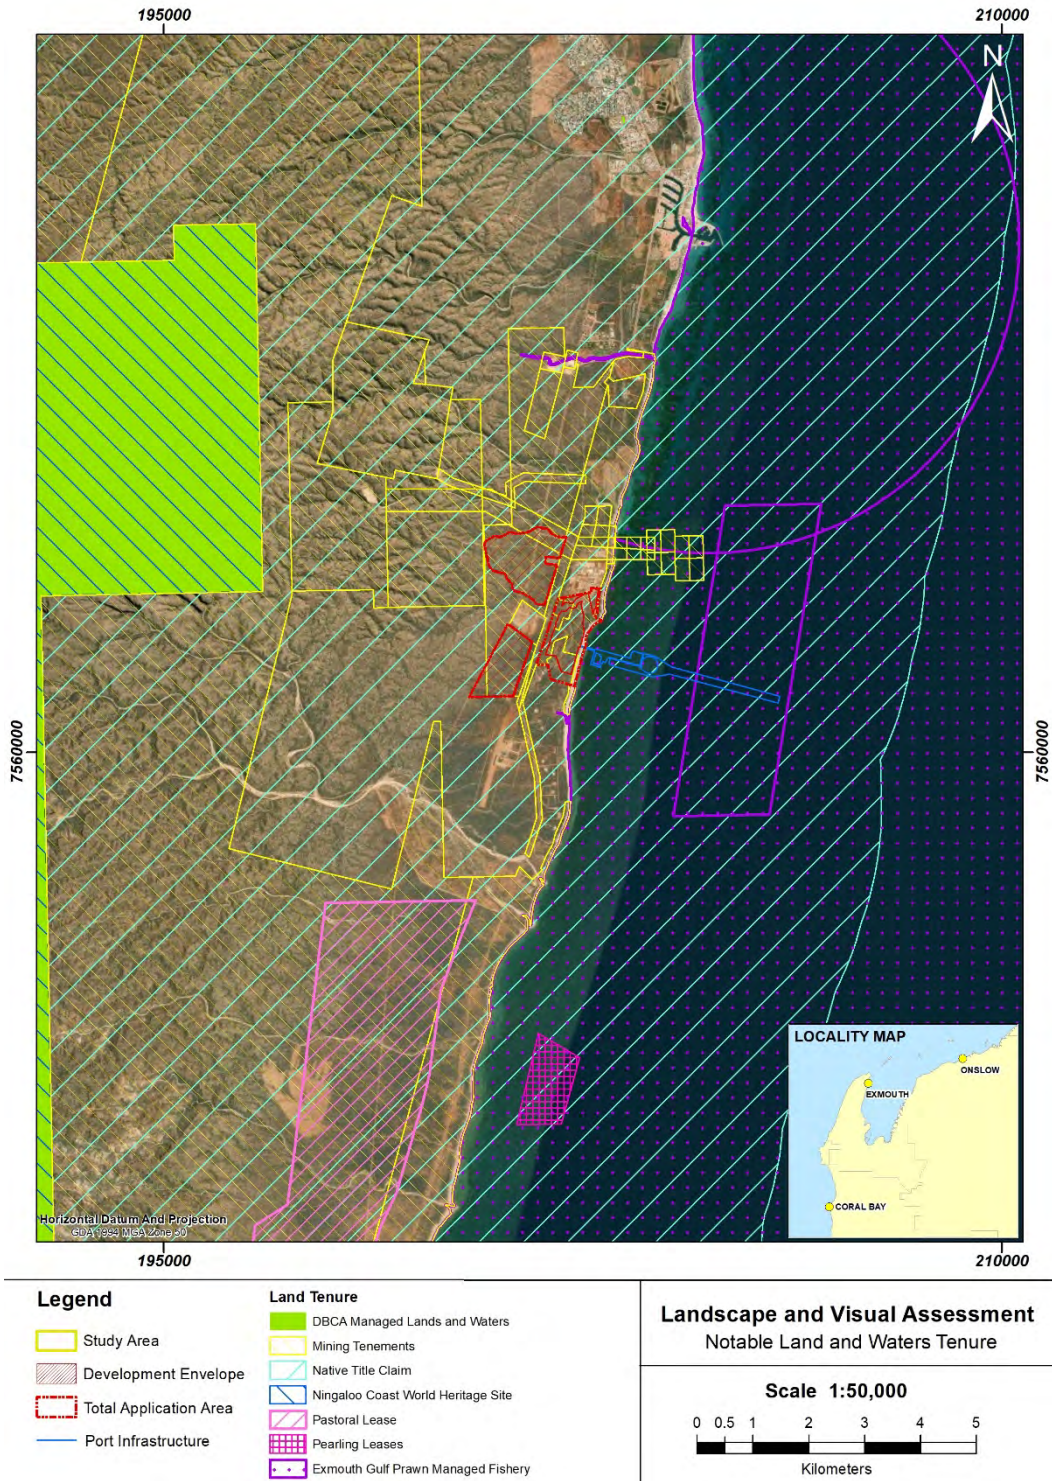 195000
210000
N
7560000
7560000
LOCALITY MAP
ONSLOW
EXMOUTH
CORAL BAY
Horizontal Datum And Projection
GDA 1994 MGA Zone 50
195000
210000
Legend
Study Area
Development Envelope
Total Application Area
Port Infrastructure
Land Tenure
DBCA Managed Lands and Waters
Mining Tenements
Native Title Claim
Ningaloo Coast World Heritage Site
Pastoral Lease
Pearling Leases
Exmouth Gulf Prawn Managed Fishery
Landscape and Visual Assessment
Notable Land and Waters Tenure
Scale 1:50,000
0 0.5 1 2 3 4 5
Kilometers